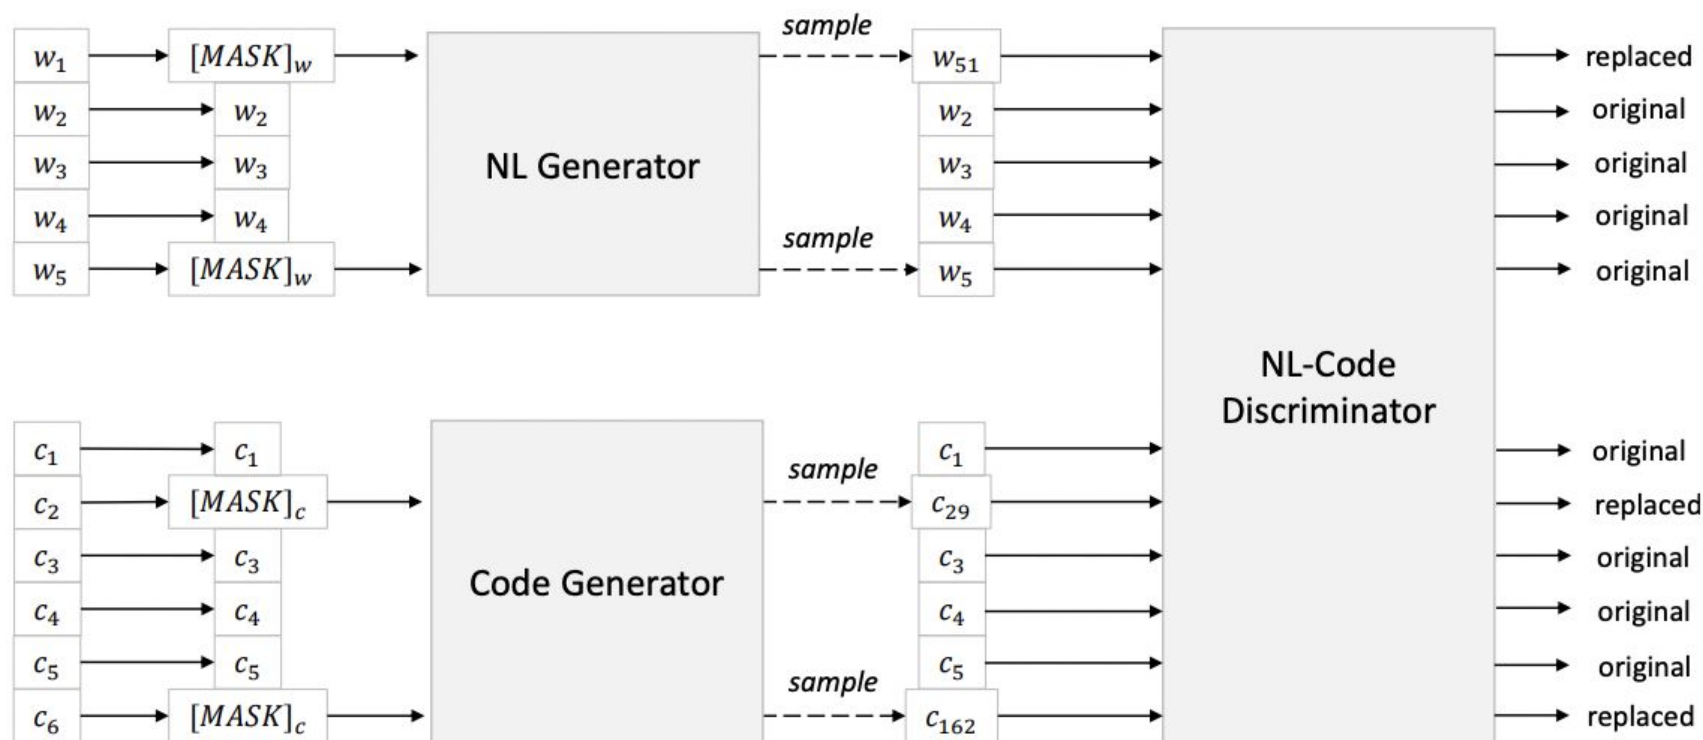 sample
w₁ [MASK]w w₅₁ replaced
w₂ w₂ w₂ original
w₃ w₃ NL Generator w₃ original
w₄ w₄ w₄ original
sample
w₅ [MASK]w w₅ original
NL-Code
Discriminator
c₁ c₁ c₁ original
sample
c₂ [MASK]c c₂₉ replaced
c₃ c₃ c₃ original
Code Generator
c₄ c₄ c₄ original
c₅ c₅ c₅ original
sample
c₆ [MASK]c c₁₆₂ replaced